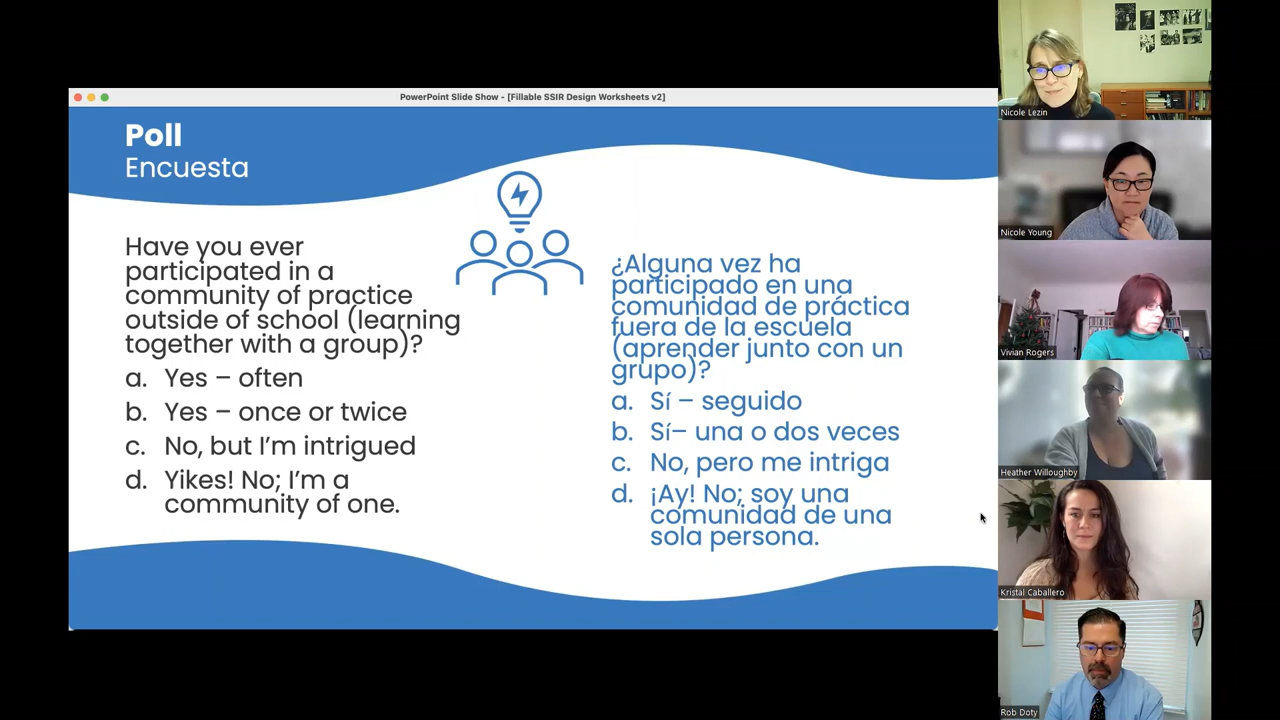 PowerPoint Slide Show - [Fillable SSIR Design Worksheets v2]
Poll
Encuesta
Have you ever
participated in a
community of practice
outside of school (learning
together with a group)?
a. Yes – often
b. Yes – once or twice
c. No, but I'm intrigued
d. Yikes! No; I'm a
community of one.
¿Alguna vez ha
participado en una
comunidad de práctica
fuera de la escuela
(aprender junto con un
grupo)?
a. Sí – seguido
b. Sí– una o dos veces
c. No, pero me intriga
d. ¡Ay! No; soy una
comunidad de una
sola persona.
Nicole Lezin
Nicole Young
Vivian Rogers
Heather Willoughby
Kristal Caballero
Rob Doty